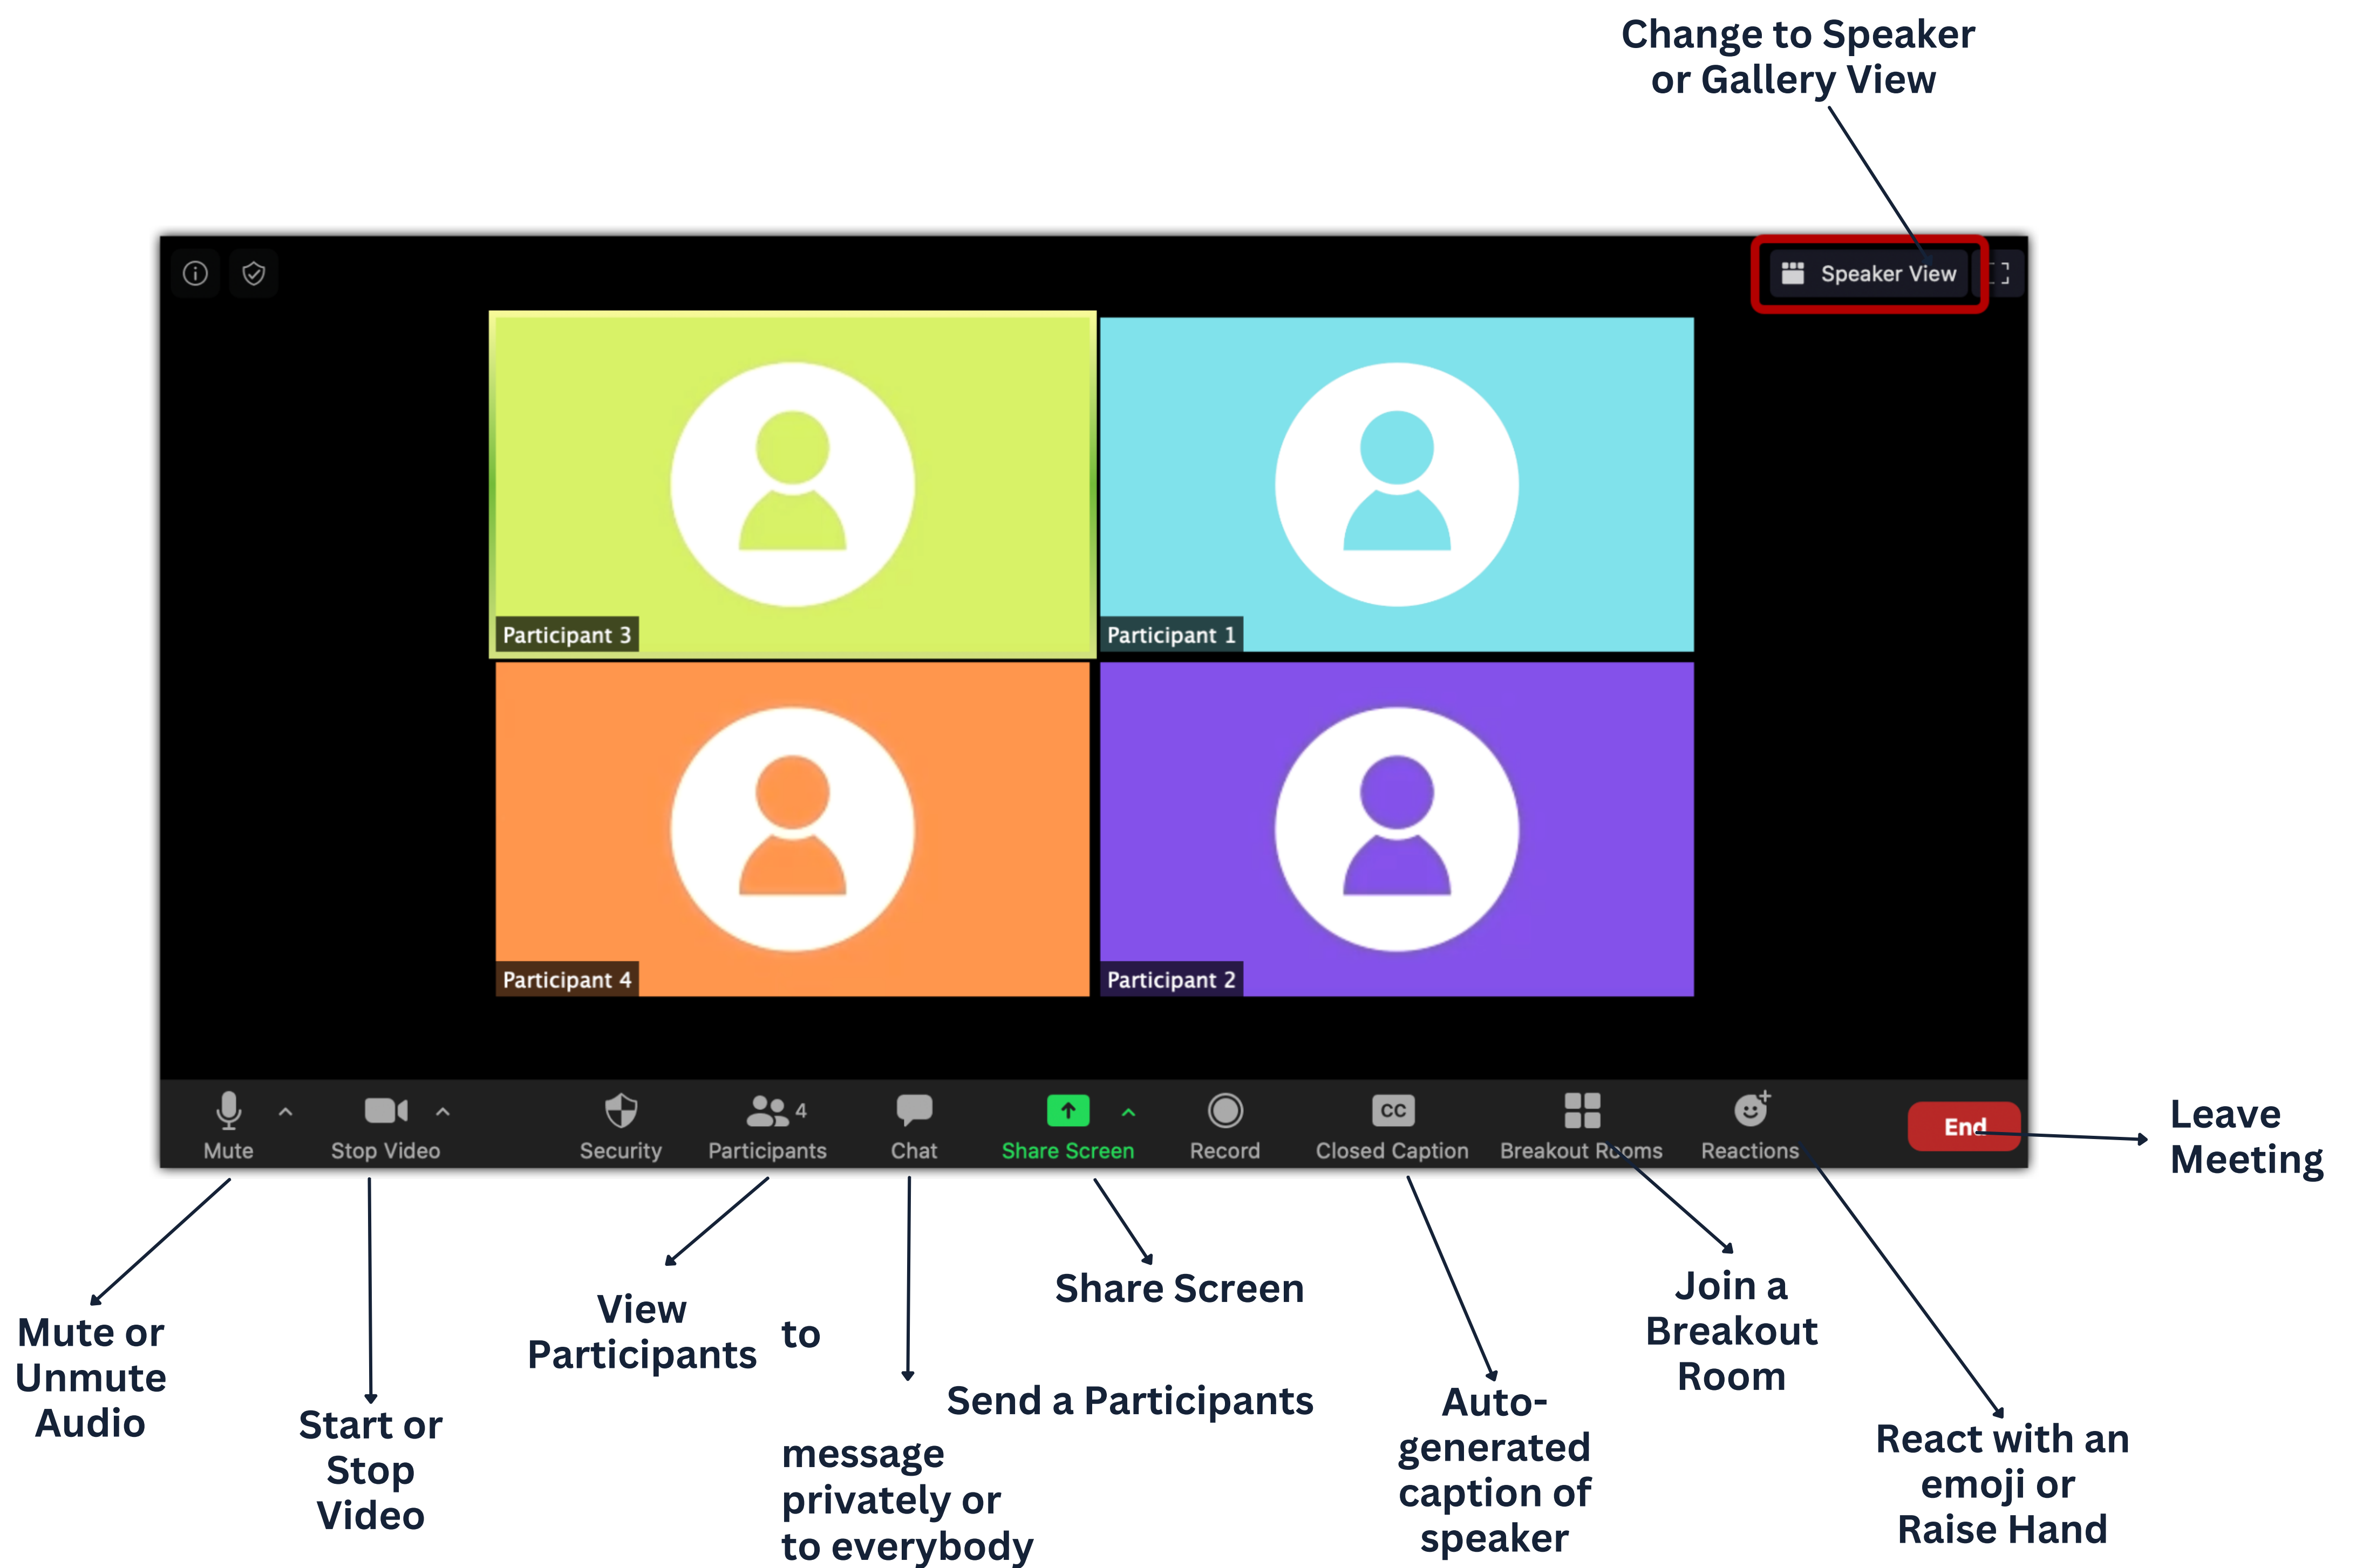 Change to Speaker
or Gallery View
Speaker View
Participant 3
Participant 1
Participant 4
Participant 2
Mute
Stop Video
Security
Participants
4
Chat
Share Screen
Record
CC
Closed Caption
Breakout Rooms
Reactions
End
Leave
Meeting
Mute or
Unmute
Audio
Start or
Stop
Video
View
Participants
to
Send a Participants
message
privately or
to everybody
Share Screen
Auto-
generated
caption of
speaker
Join a
Breakout
Room
React with an
emoji or
Raise Hand